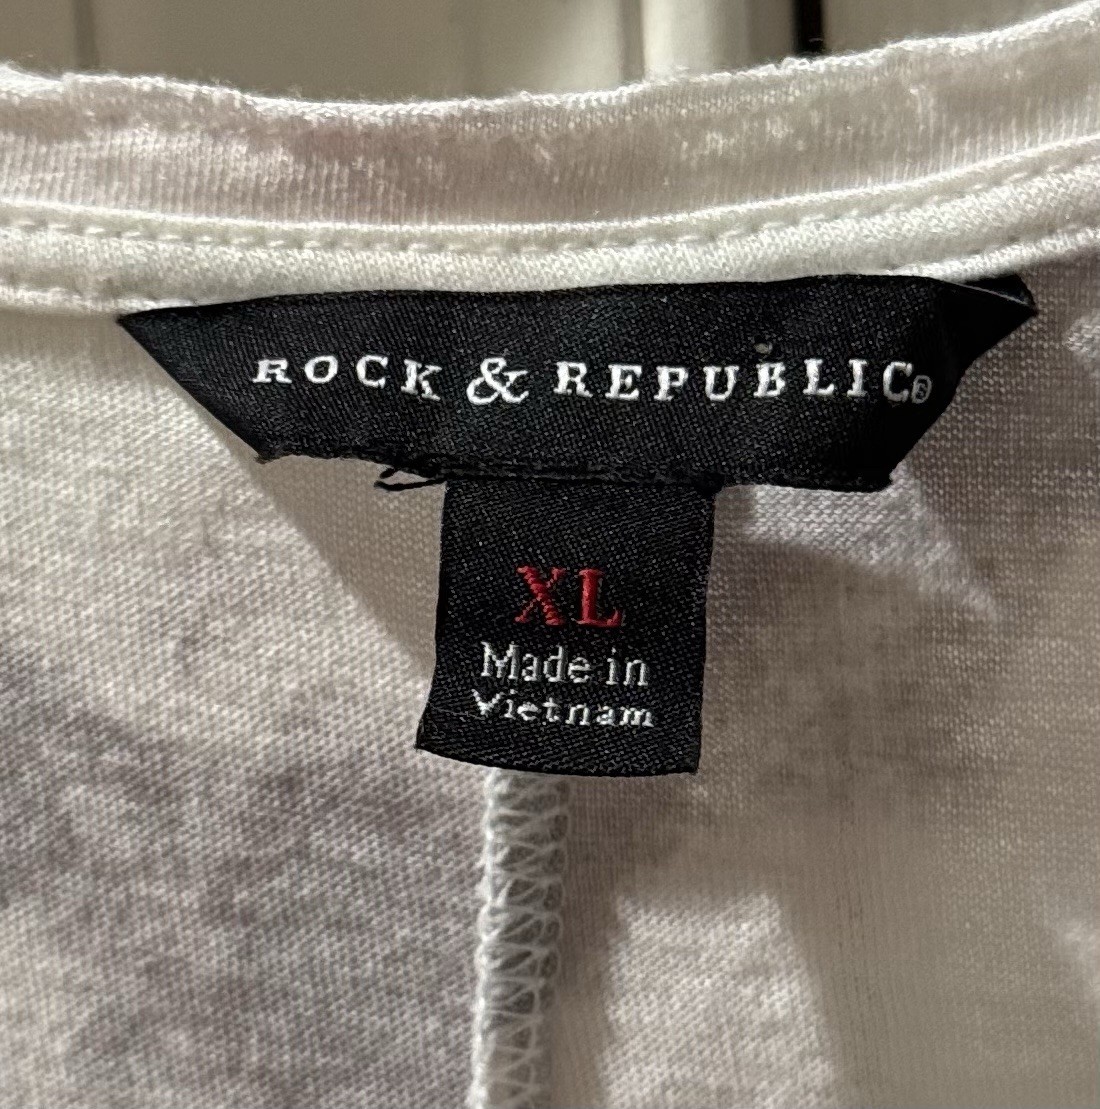 ROCK & REPUBLIC®
XL
Made in
Vietnam